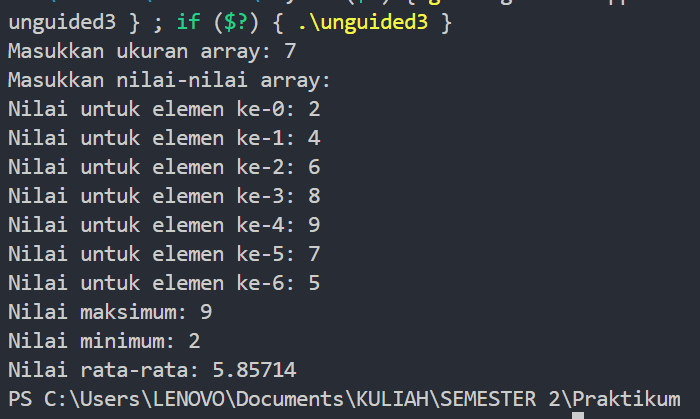 unguided3 } ; if ($?) { .\unguided3 }
Masukkan ukuran array: 7
Masukkan nilai-nilai array:
Nilai untuk elemen ke-0: 2
Nilai untuk elemen ke-1: 4
Nilai untuk elemen ke-2: 6
Nilai untuk elemen ke-3: 8
Nilai untuk elemen ke-4: 9
Nilai untuk elemen ke-5: 7
Nilai untuk elemen ke-6: 5
Nilai maksimum: 9
Nilai minimum: 2
Nilai rata-rata: 5.85714
PS C:\Users\LENOVO\Documents\KULIAH\SEMESTER 2\Praktikum